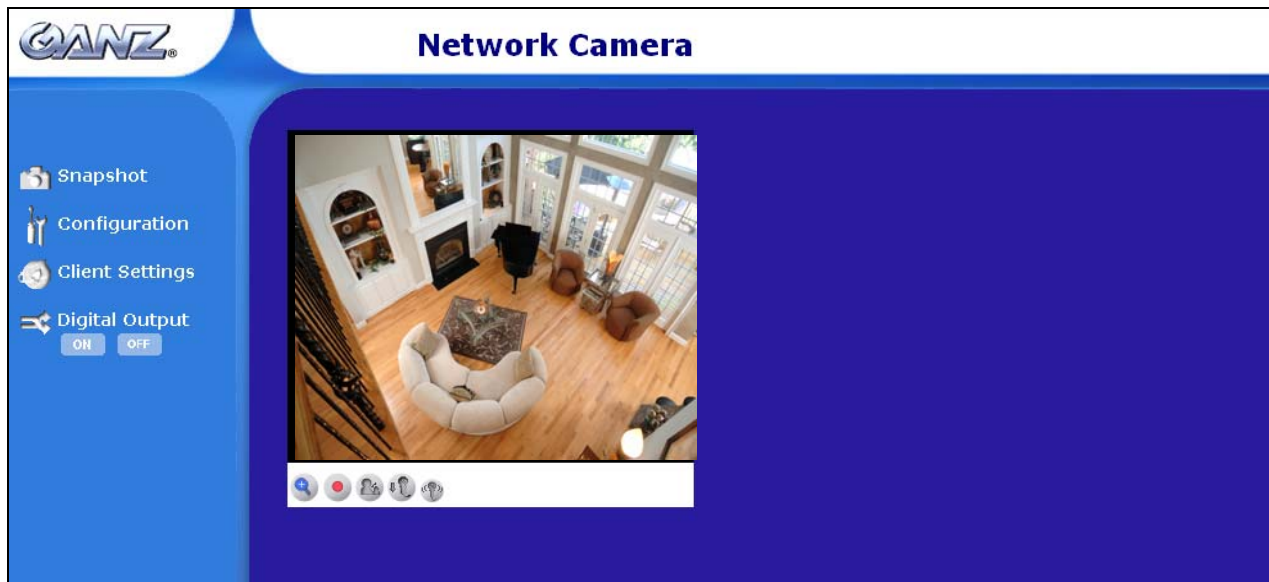 GANZ®
Network Camera
Snapshot
Configuration
Client Settings
Digital Output
ON OFF